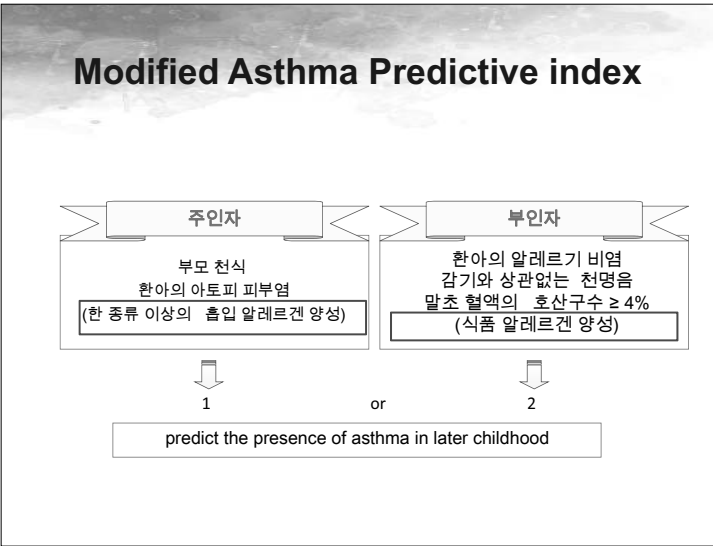 Modified Asthma Predictive index
주인자
부모 천식
환아의 아토피 피부염
(한 종류 이상의 흡입 알레르겐 양성)
부인자
환아의 알레르기 비염
감기와 상관없는 천명음
말초 혈액의 호산구수 ≥ 4%
(식품 알레르겐 양성)
1 or 2
predict the presence of asthma in later childhood